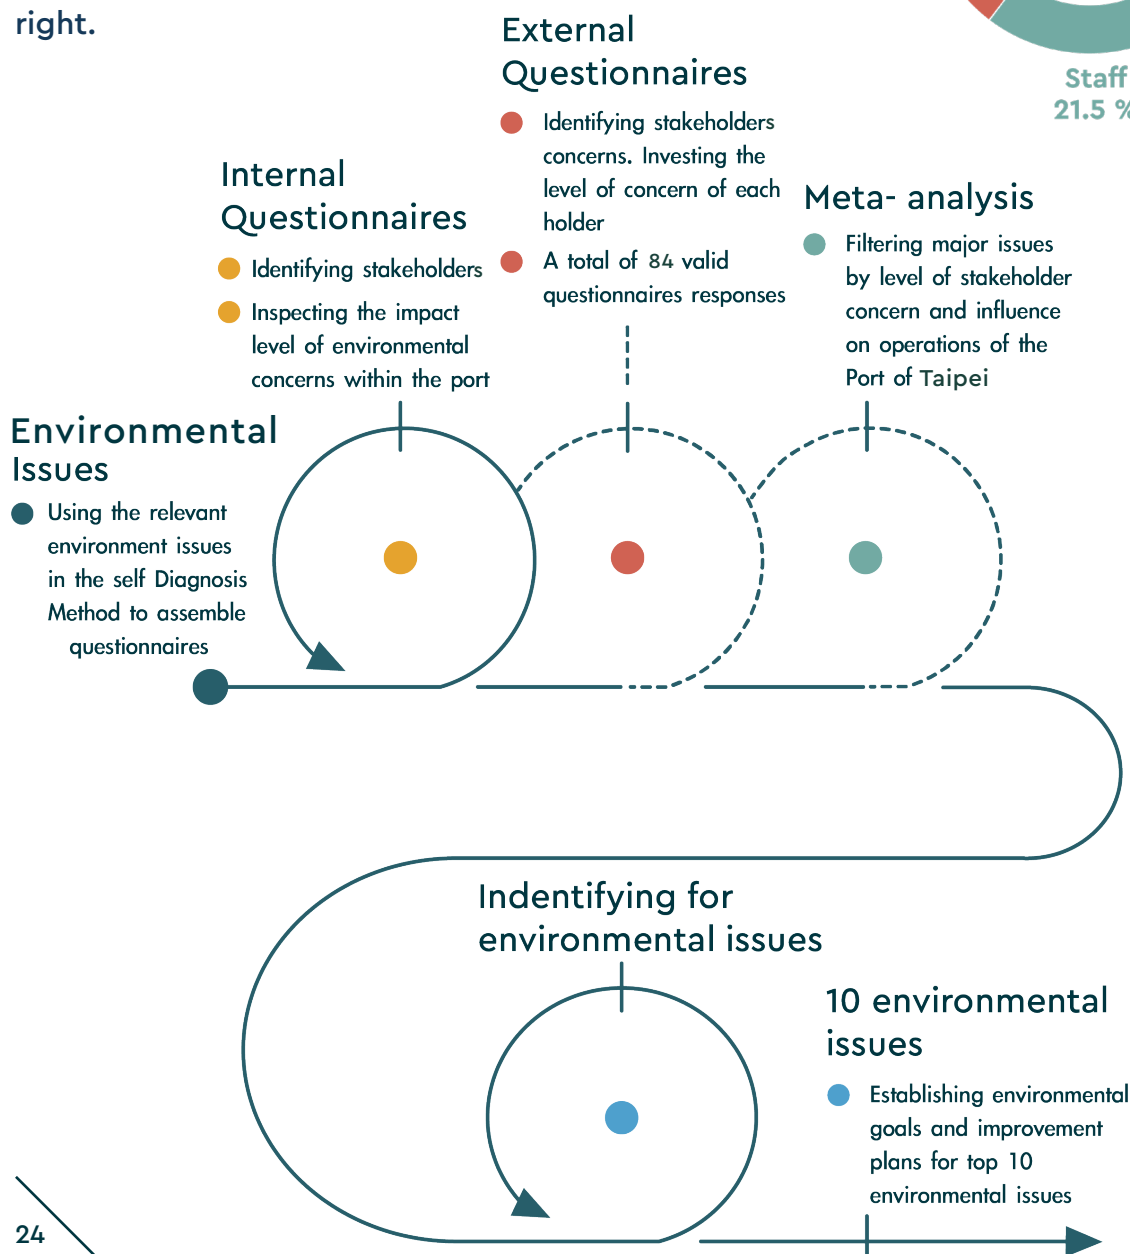 right.
Staff
21.5 %
External
Questionnaires
Identifying stakeholders
concerns. Investing the
level of concern of each
holder
A total of 84 valid
questionnaires responses
Internal
Questionnaires
Identifying stakeholders
Inspecting the impact
level of environmental
concerns within the port
Meta- analysis
Filtering major issues
by level of stakeholder
concern and influence
on operations of the
Port of Taipei
Environmental
Issues
Using the relevant
environment issues
in the self Diagnosis
Method to assemble
questionnaires
Indentifying for
environmental issues
10 environmental
issues
Establishing environmental
goals and improvement
plans for top 10
environmental issues
24